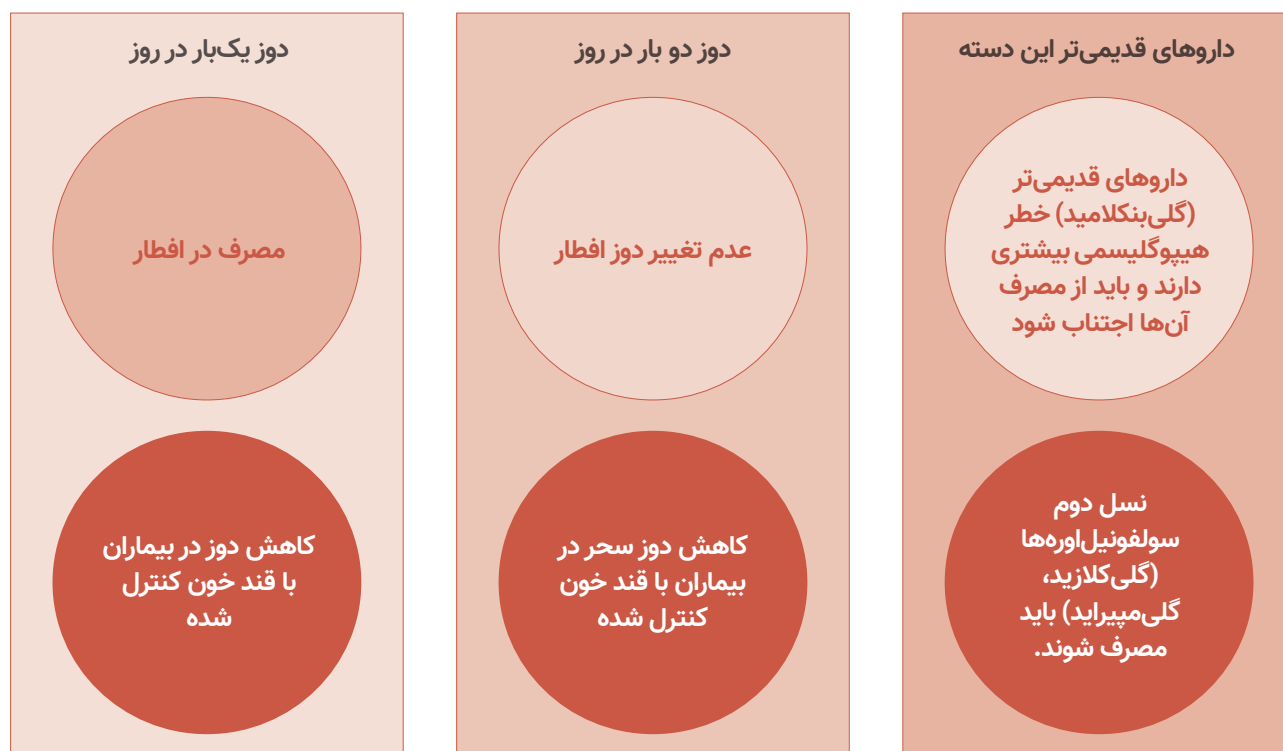 داروهای قدیمی‌تر این دسته
داروهای قدیمی‌تر
(گلی‌بنکلامید) خطر
هیپوگلیسمی بیشتری
دارند و باید از مصرف
آن‌ها اجتناب شود
نسل دوم
سولفونیل‌اوره‌ها
(گلی‌کلازید،
گلی‌مپیراید) باید
مصرف شوند.
دوز دو بار در روز
عدم تغییر دوز افطار
کاهش دوز سحر در
بیماران با قند خون
کنترل شده
دوز یک‌بار در روز
مصرف در افطار
کاهش دوز در بیماران
با قند خون کنترل
شده